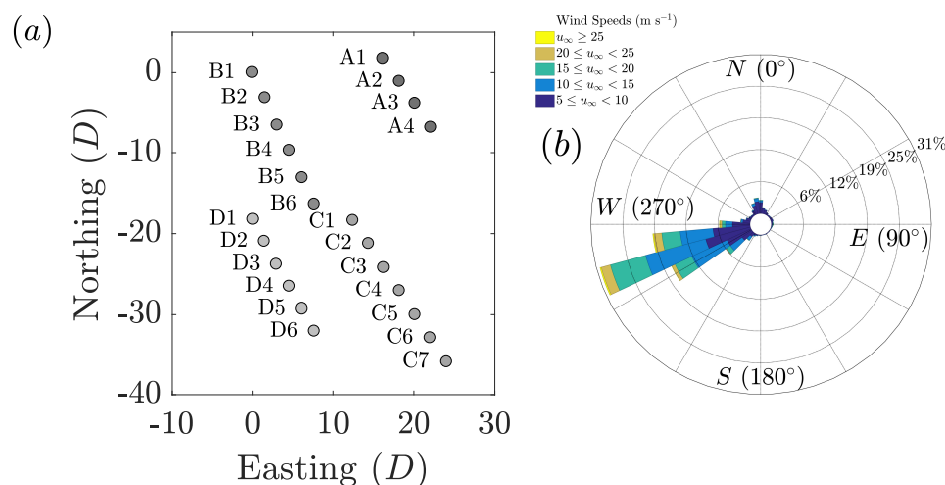 (a)
Northing (D)
0
-10
-20
-30
-40
-10
0
10
20
30
Easting (D)
A1
A2
A3
A4
B1
B2
B3
B4
B5
B6
C1
C2
C3
C4
C5
C6
C7
D1
D2
D3
D4
D5
D6
(b)
Wind Speeds (m s⁻¹)
u∞ ≥ 25
20 ≤ u∞ < 25
15 ≤ u∞ < 20
10 ≤ u∞ < 15
5 ≤ u∞ < 10
N (0°)
W (270°)
E (90°)
S (180°)
6%
12%
19%
25%
31%